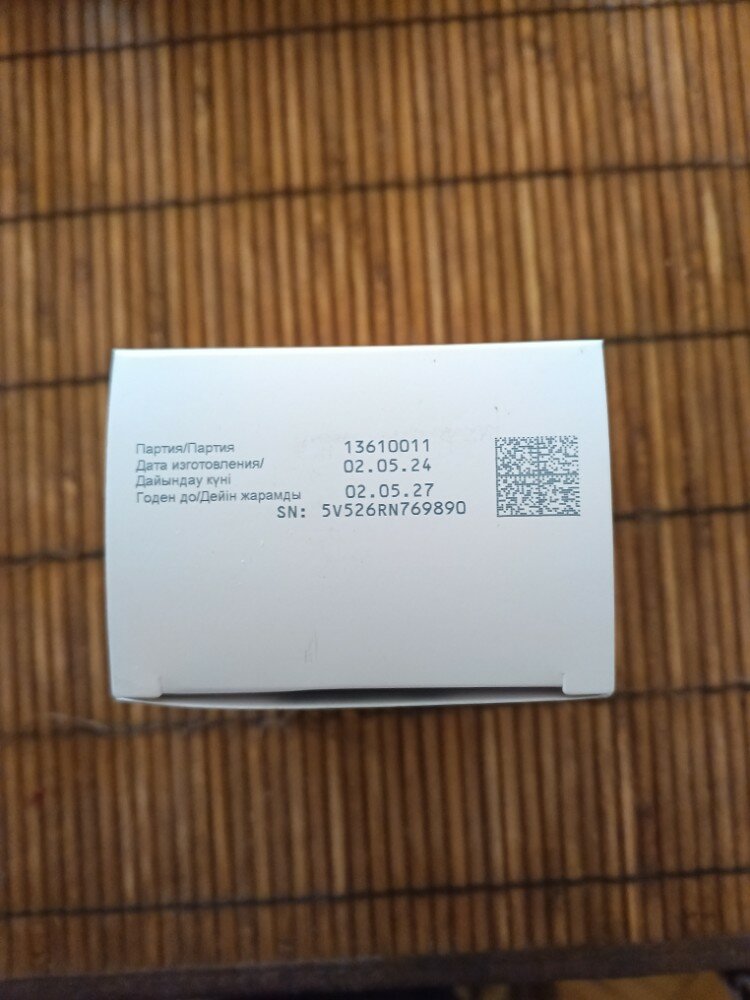 Партия/Партия 13610011
Дата изготовления/ 02.05.24
Дайындау күні
Годен до/Дейін жарамды 02.05.27
SN: 5V526RN769890